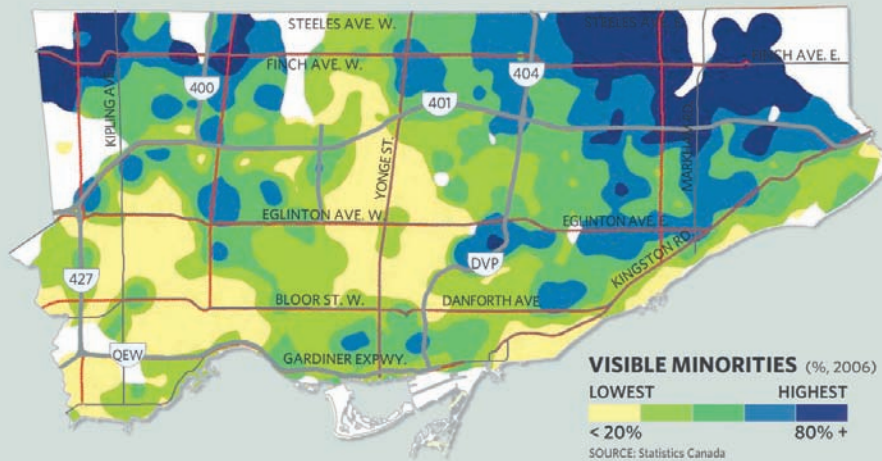 STEELES AVE. W.
STEELES AVE. E.
FINCH AVE. W.
FINCH AVE. E.
KIPLING AVE.
400
404
401
YONGE ST.
EGLINTON AVE. W.
EGLINTON AVE. E.
KINGSTON RD.
427
DVP
BLOOR ST. W.
DANFORTH AVE
QEW
GARDINER EXPWY.
VISIBLE MINORITIES (%, 2006)
LOWEST HIGHEST
< 20% 80% +
SOURCE: Statistics Canada